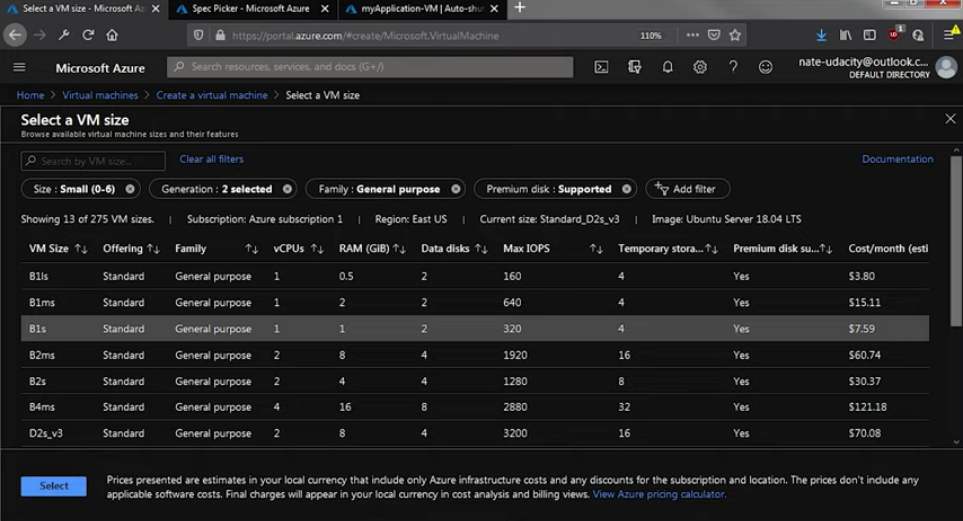 Select a VM size - Microsoft Az
Spec Picker - Microsoft Azure
myApplication-VM | Auto-shut
https://portal.azure.com/#create/Microsoft.VirtualMachine
110%
1
Microsoft Azure
Search resources, services, and docs (G+/)
nate-udacity@outlook.c...
DEFAULT DIRECTORY
Home > Virtual machines > Create a virtual machine > Select a VM size
Select a VM size
Browse available virtual machine sizes and their features
Search by VM size...
Clear all filters
Documentation
Size : Small (0-6)
Generation : 2 selected
Family : General purpose
Premium disk : Supported
Add filter
Showing 13 of 275 VM sizes. | Subscription: Azure subscription 1 | Region: East US | Current size: Standard_D2s_v3 | Image: Ubuntu Server 18.04 LTS
VM Size ↑↓ Offering ↑↓ Family ↑↓ vCPUs ↑↓ RAM (GiB) ↑↓ Data disks ↑↓ Max IOPS ↑↓ Temporary stora... ↑↓ Premium disk su... ↑↓ Cost/month (esti
B1ls Standard General purpose 1 0.5 2 160 4 Yes $3.80
B1ms Standard General purpose 1 2 2 640 4 Yes $15.11
B1s Standard General purpose 1 1 2 320 4 Yes $7.59
B2ms Standard General purpose 2 8 4 1920 16 Yes $60.74
B2s Standard General purpose 2 4 4 1280 8 Yes $30.37
B4ms Standard General purpose 4 16 8 2880 32 Yes $121.18
D2s_v3 Standard General purpose 2 8 4 3200 16 Yes $70.08
Select
Prices presented are estimates in your local currency that include only Azure infrastructure costs and any discounts for the subscription and location. The prices don't include any
applicable software costs. Final charges will appear in your local currency in cost analysis and billing views. View Azure pricing calculator.